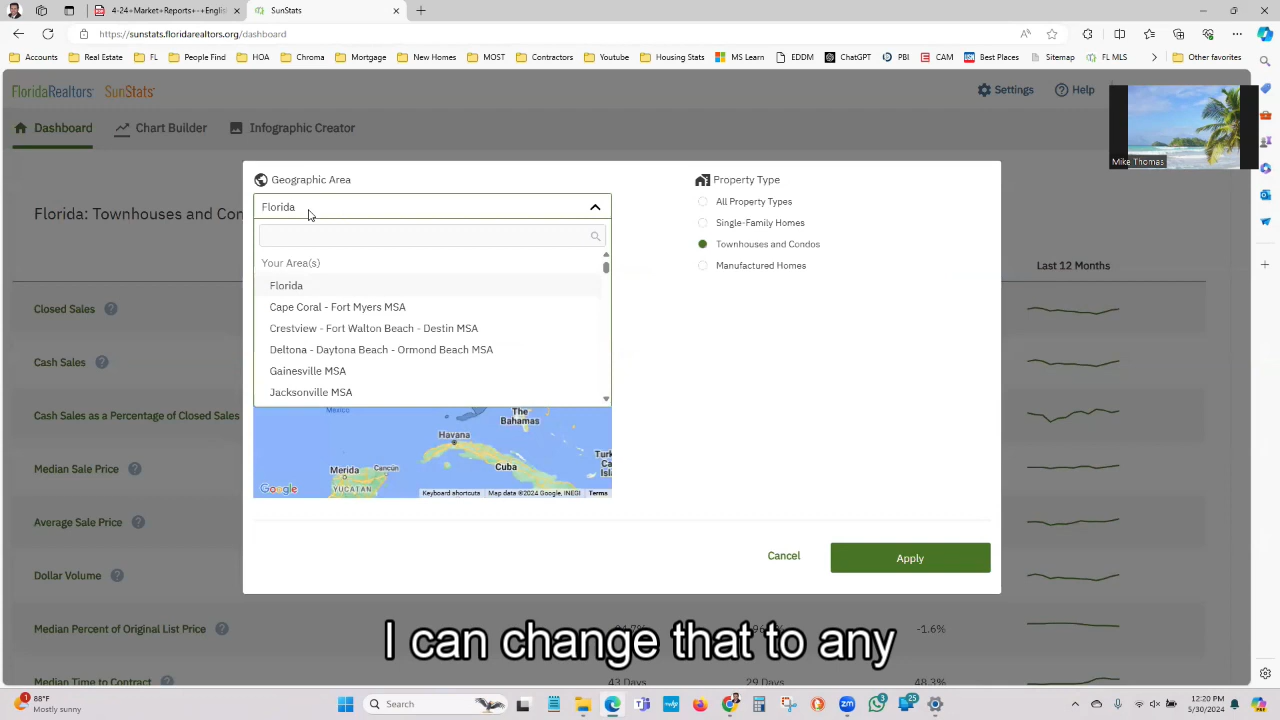 4-24=+Market+Reports+-+Englis
SunStats
https://sunstats.floridarealtors.org/dashboard
Accounts Real Estate FL People Find HOA Chroma Mortgage New Homes MOST Contractors Youtube Housing Stats MS Learn EDDM ChatGPT PBI CAM Best Places Sitemap FL MLS Other favorites
FloridaRealtors SunStats
Settings Help
Dashboard Chart Builder Infographic Creator
Mike Thomas
Geographic Area
Property Type
Florida
All Property Types
Single-Family Homes
Townhouses and Condos
Manufactured Homes
Your Area(s)
Florida
Cape Coral - Fort Myers MSA
Crestview - Fort Walton Beach - Destin MSA
Deltona - Daytona Beach - Ormond Beach MSA
Gainesville MSA
Jacksonville MSA
Florida: Townhouses and Con
Last 12 Months
Closed Sales
Cash Sales
Cash Sales as a Percentage of Closed Sales
Median Sale Price
Average Sale Price
Dollar Volume
Median Percent of Original List Price
-1.6%
Median Time to Contract
43 Days 29 Days 48.3%
Mexico
The Bahamas
Havana
Cuba
Merida
Cancún
YUCATAN
Google
Keyboard shortcuts Map data ©2024 Google, INEGI Terms
Cancel
Apply
I can change that to any
88°F
Mostly sunny
Search
12:20 PM
5/30/2024